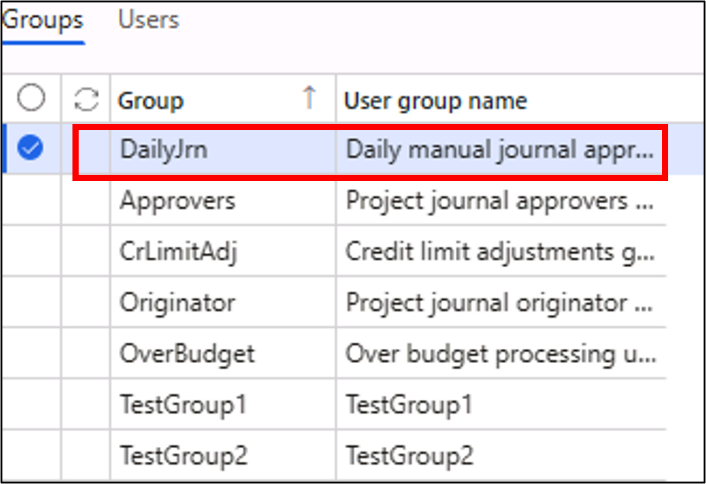 Groups Users
Group User group name
DailyJrn Daily manual journal appr...
Approvers Project journal approvers ...
CrLimitAdj Credit limit adjustments g...
Originator Project journal originator ...
OverBudget Over budget processing u...
TestGroup1 TestGroup1
TestGroup2 TestGroup2